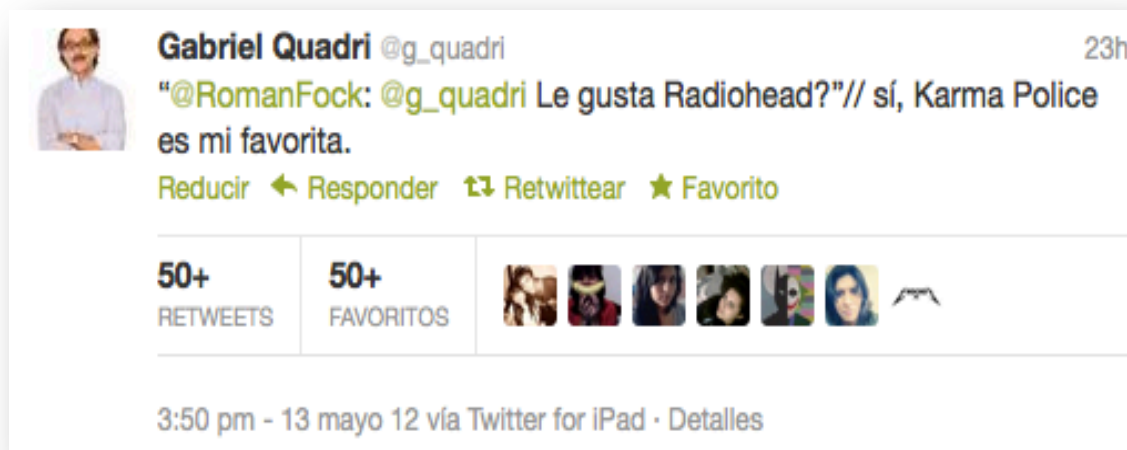 Gabriel Quadri @g_quadri 23h
“@RomanFock: @g_quadri Le gusta Radiohead?”// sí, Karma Police
es mi favorita.
Reducir Responder Retwittear Favorito
50+ 50+
RETWEETS FAVORITOS
3:50 pm - 13 mayo 12 vía Twitter for iPad · Detalles